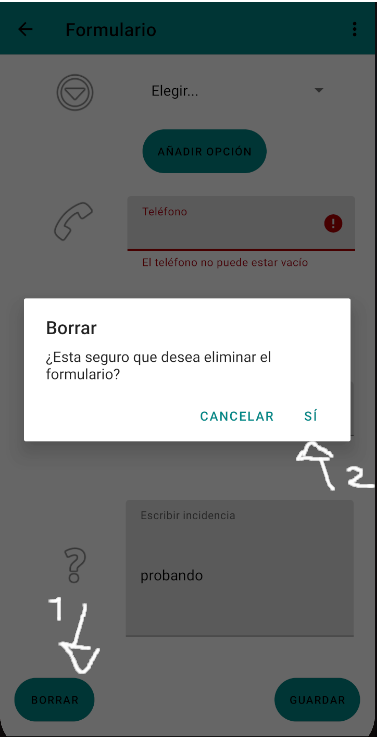 Formulario
Elegir...
AÑADIR OPCIÓN
Teléfono
El teléfono no puede estar vacío
Borrar
¿Esta seguro que desea eliminar el
formulario?
CANCELAR SÍ
2
Escribir incidencia
probando
1
BORRAR GUARDAR